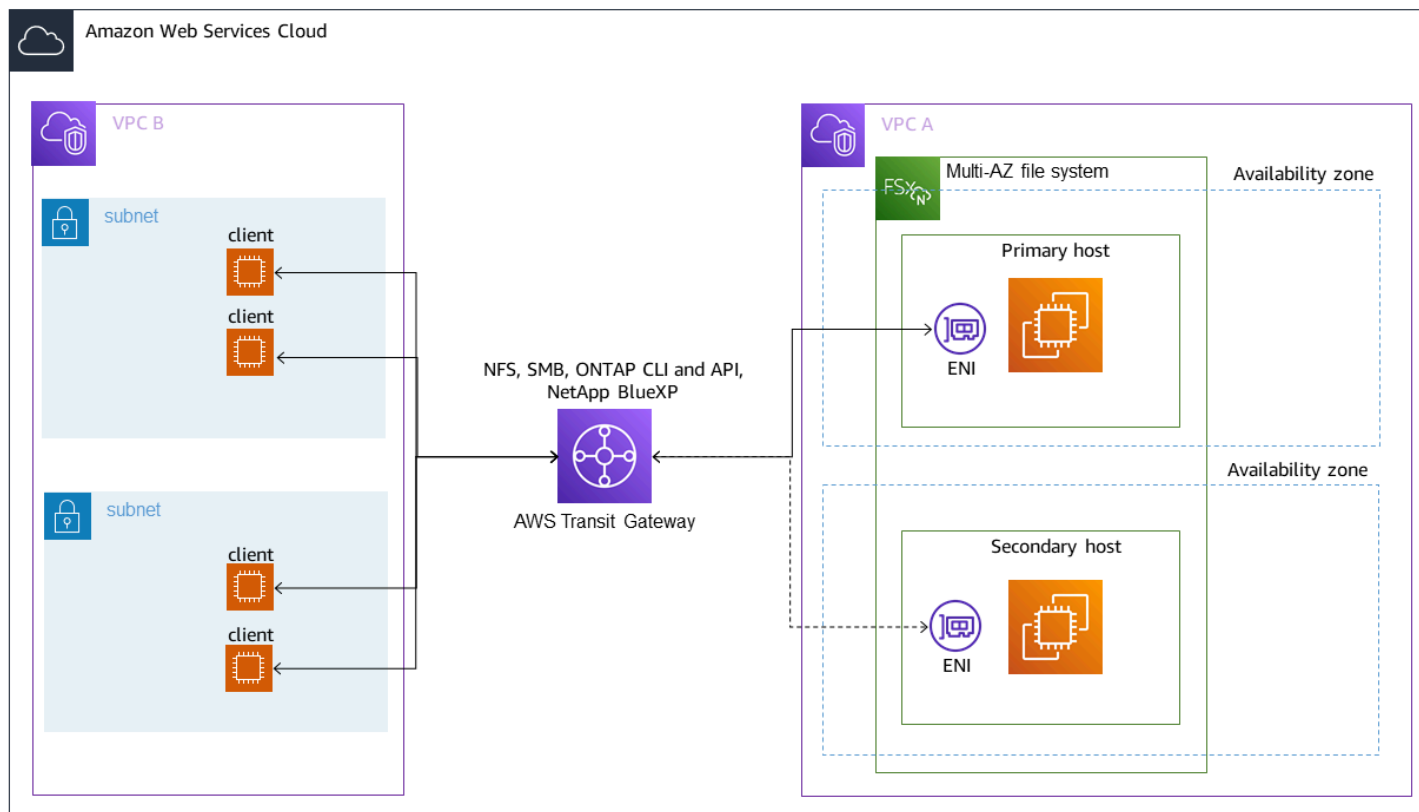 Amazon Web Services Cloud
VPC B
subnet
client
client
subnet
client
client
NFS, SMB, ONTAP CLI and API,
NetApp BlueXP
AWS Transit Gateway
VPC A
FSx
N
Multi-AZ file system
Availability zone
Primary host
ENI
Availability zone
Secondary host
ENI